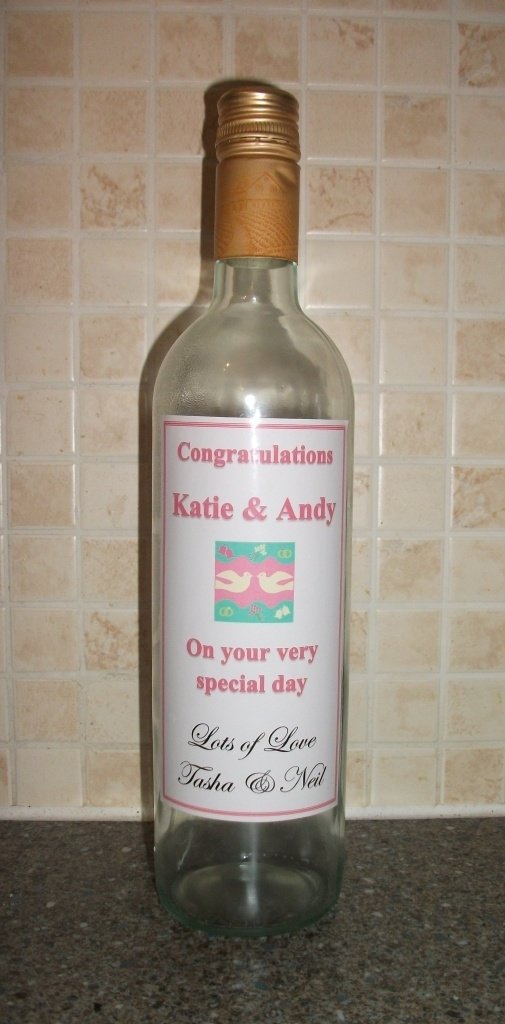 Congratulations
Katie & Andy
On your very
special day
Lots of Love
Tasha & Neil